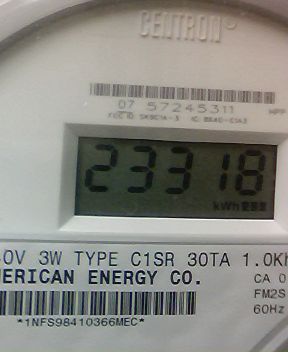 CENTRON
07 57245311
23318
kWh
0V 3W TYPE C1SR 30TA 1.0Kh
ERICAN ENERGY CO.
CA 0
FM2S
60Hz
*1NFS98410366MEC*